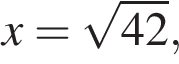 x = √42,